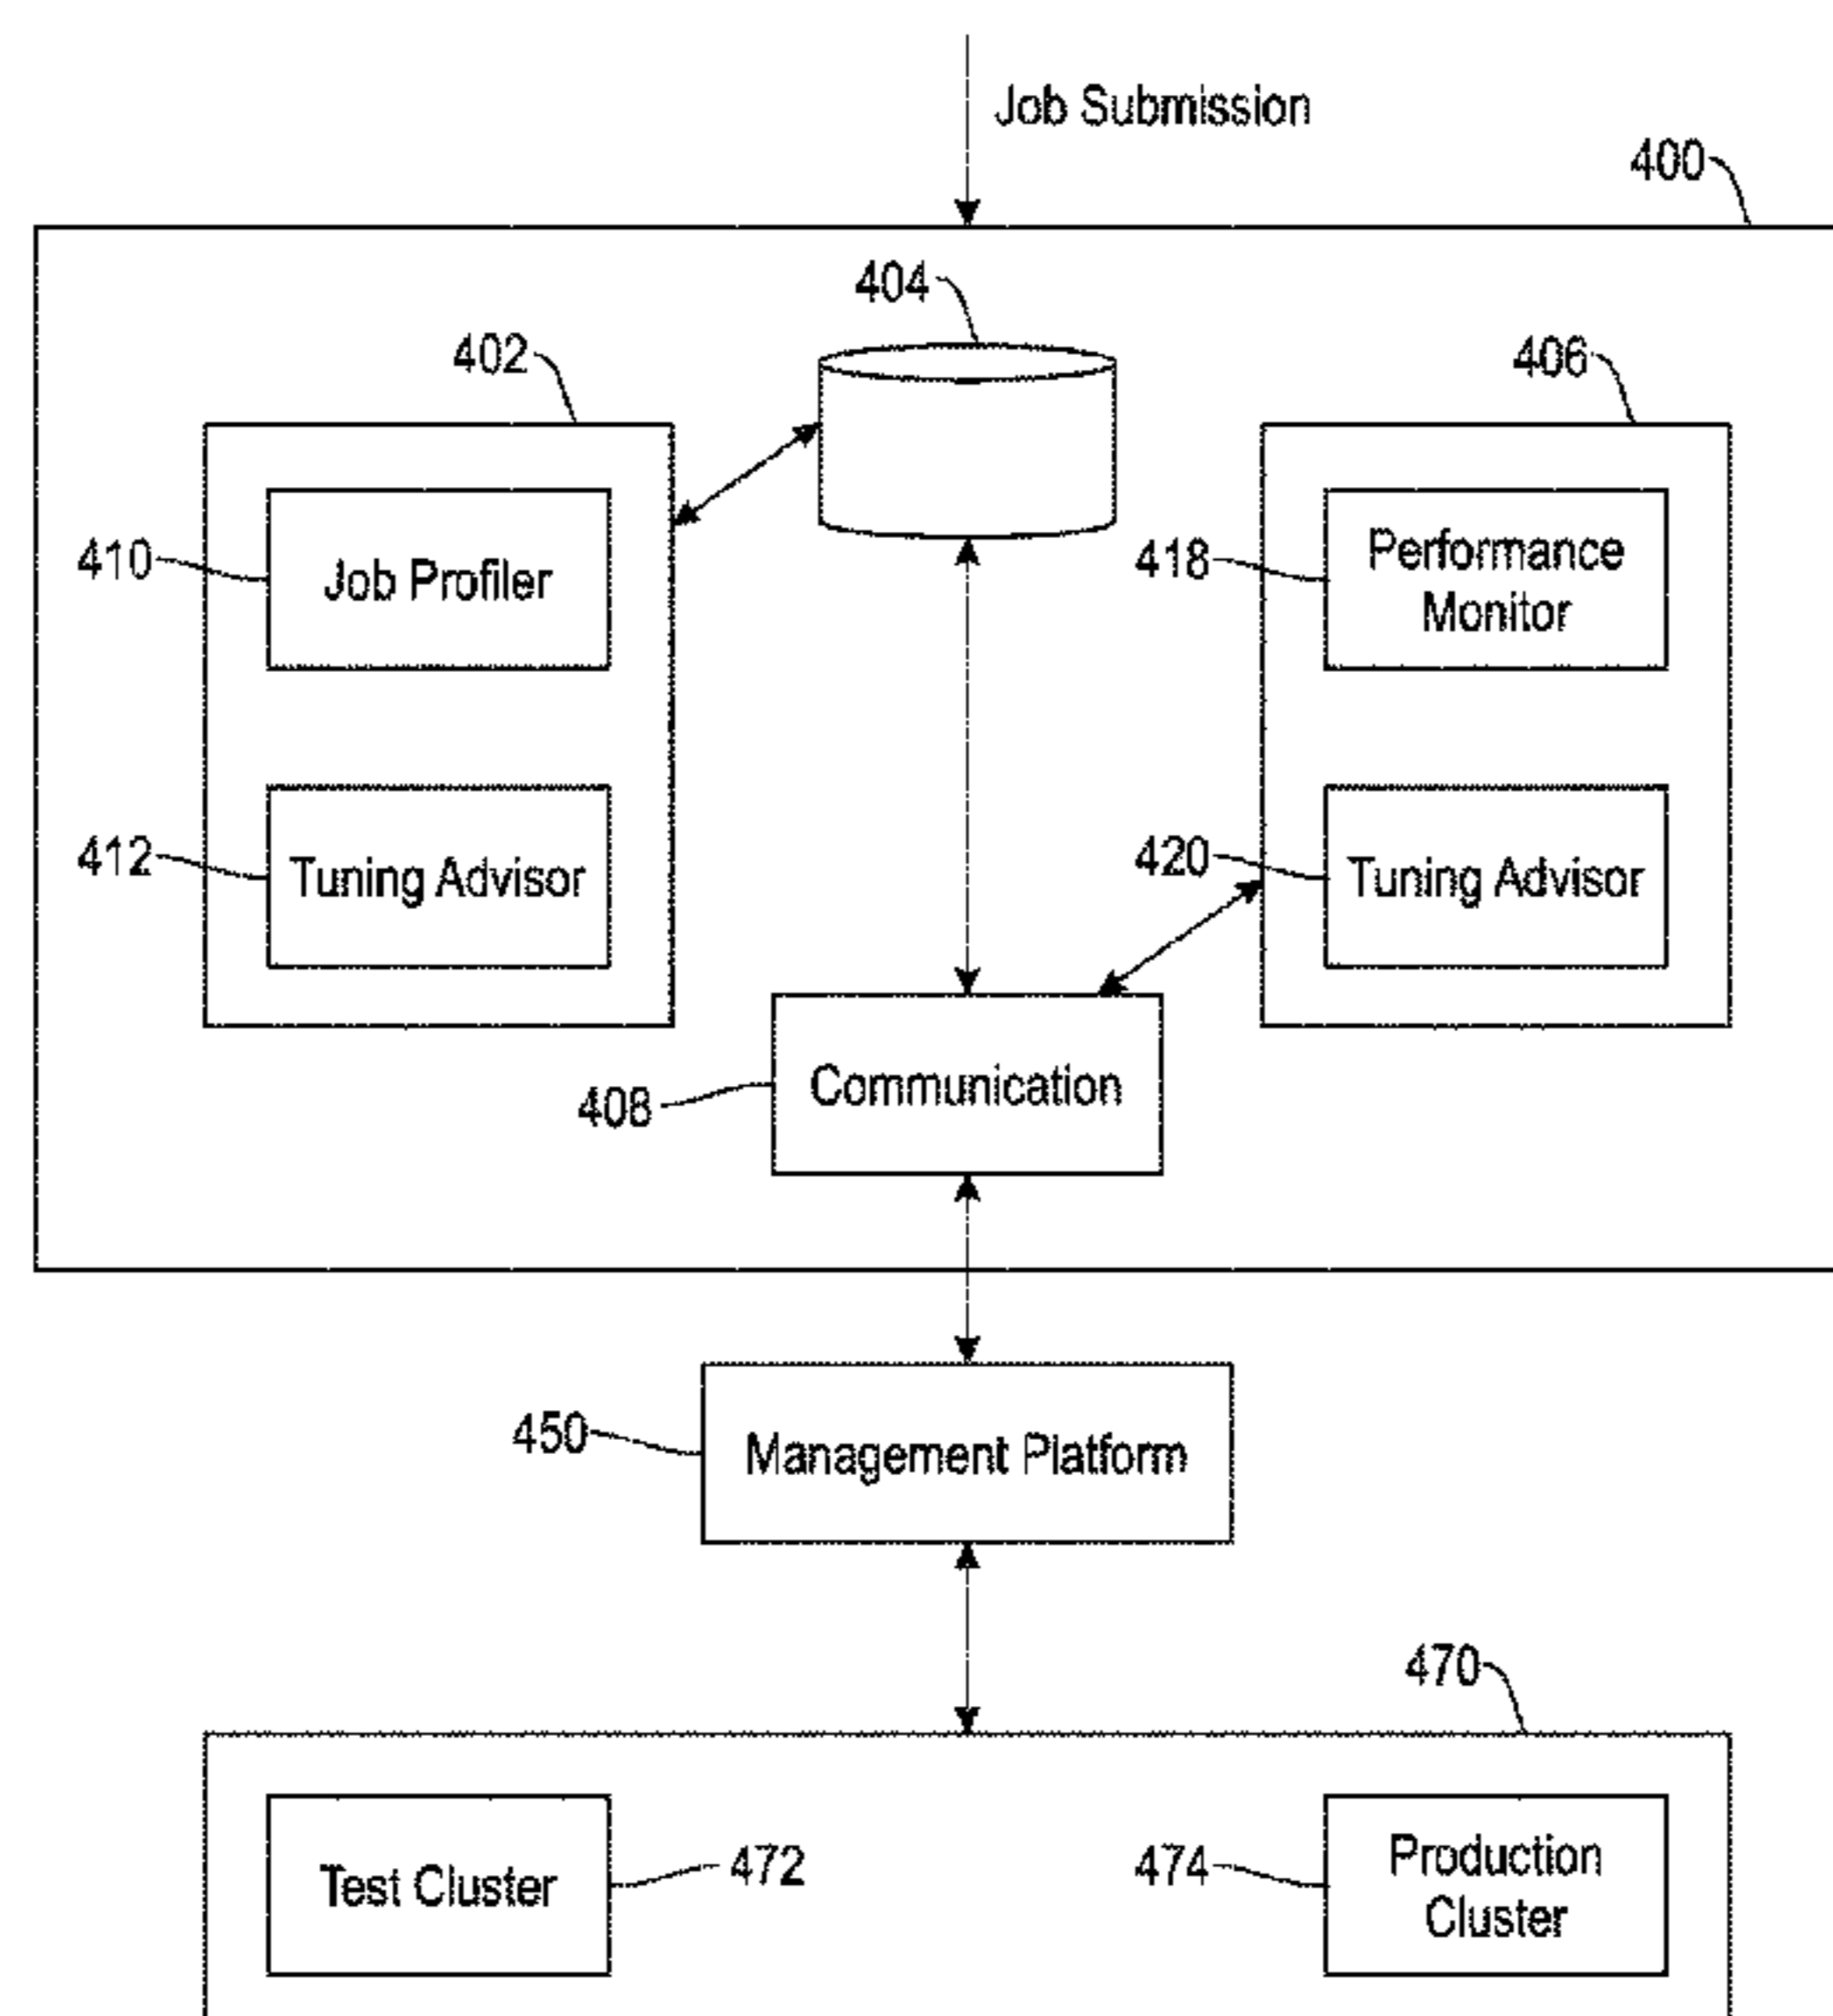 Job Submission
400
404
402
406
410
Job Profiler
418
Performance
Monitor
412
Tuning Advisor
420
Tuning Advisor
408
Communication
450
Management Platform
470
Test Cluster
472
474
Production
Cluster